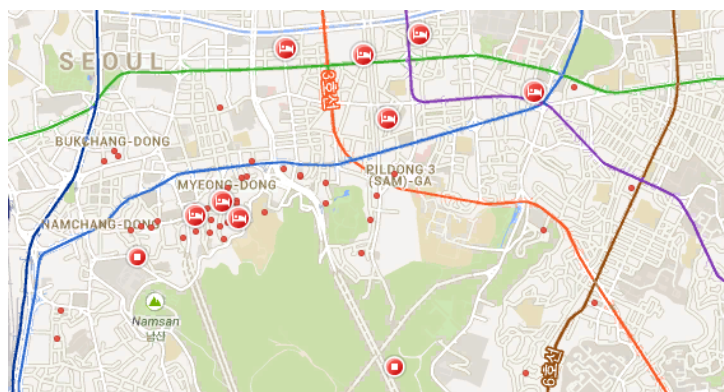 SEOUL
3호선
BUKCHANG-DONG
MYEONG-DONG
PILDONG 3
(SAM)-GA
NAMCHANG-DONG
Namsan
남산
6호선